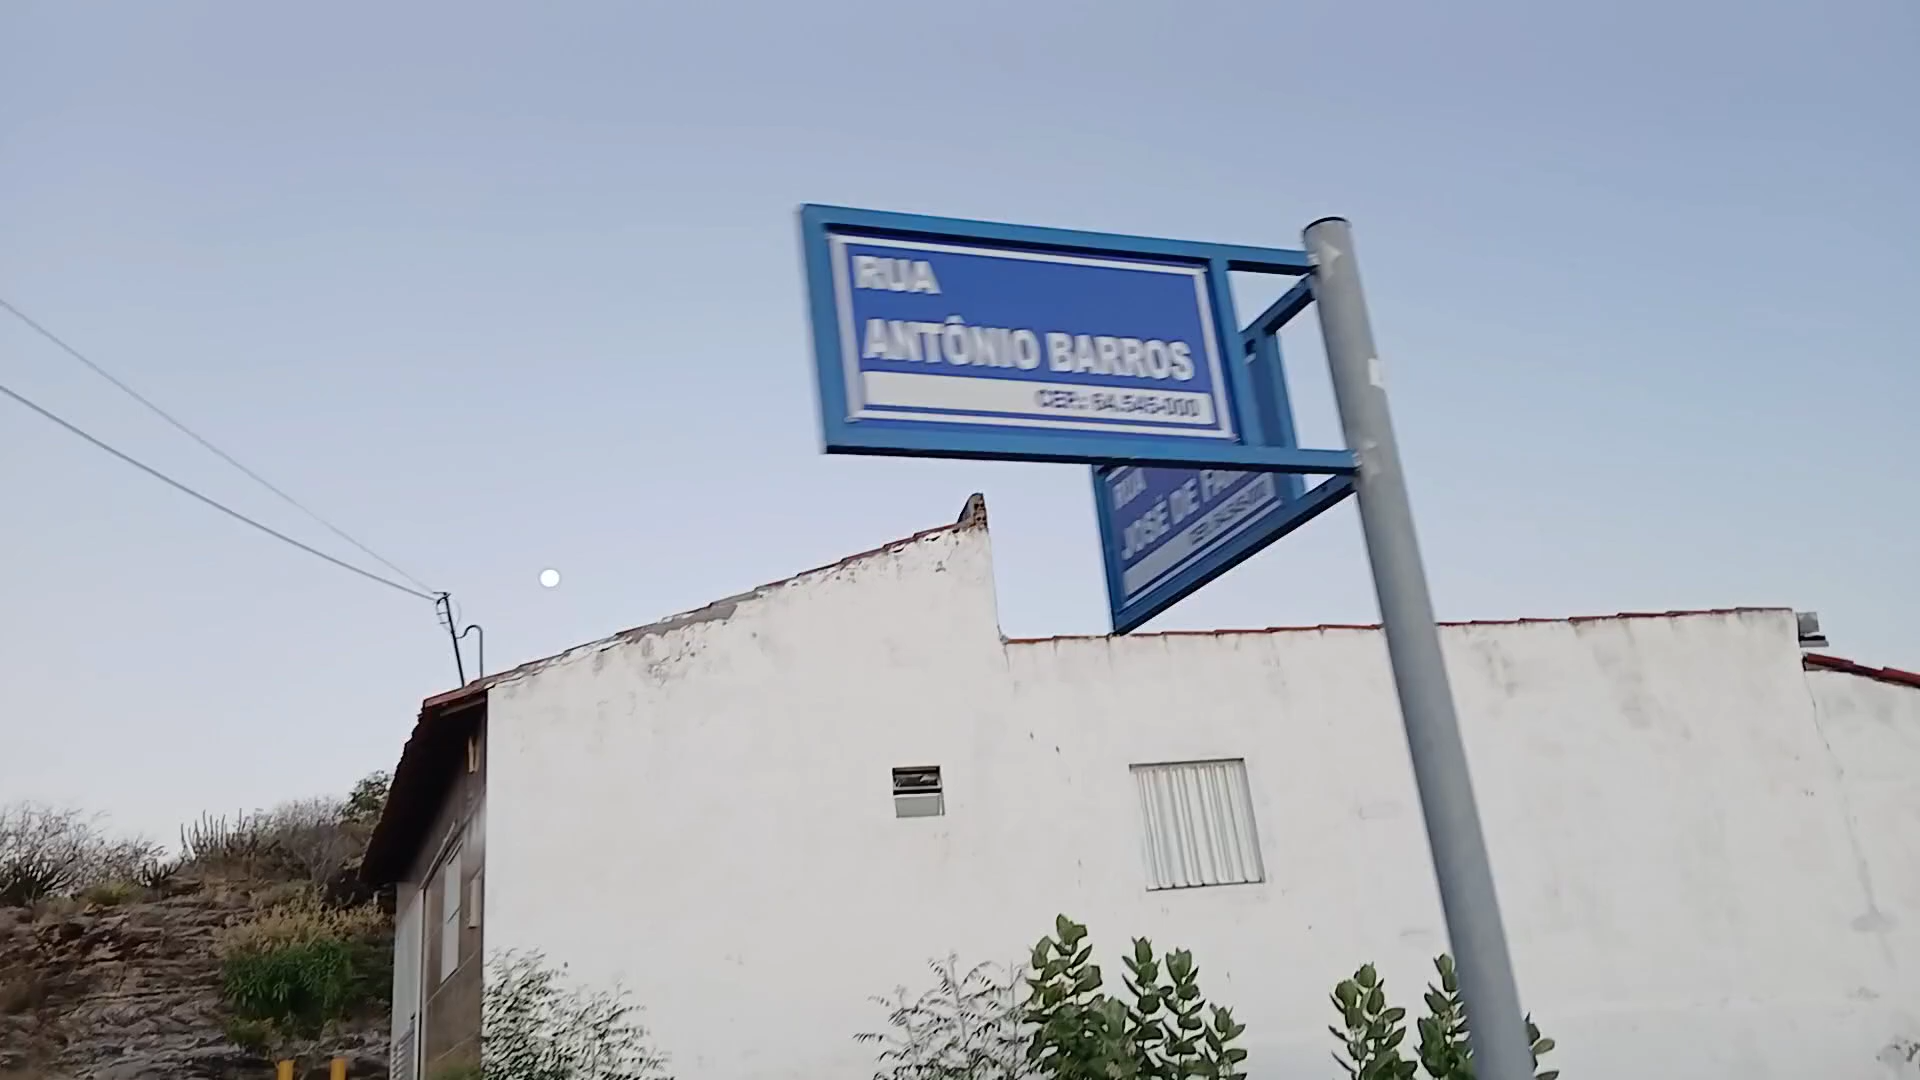 RUA
ANTÔNIO BARROS
CEP.: 64.545-000
RUA
JOSÉ DE